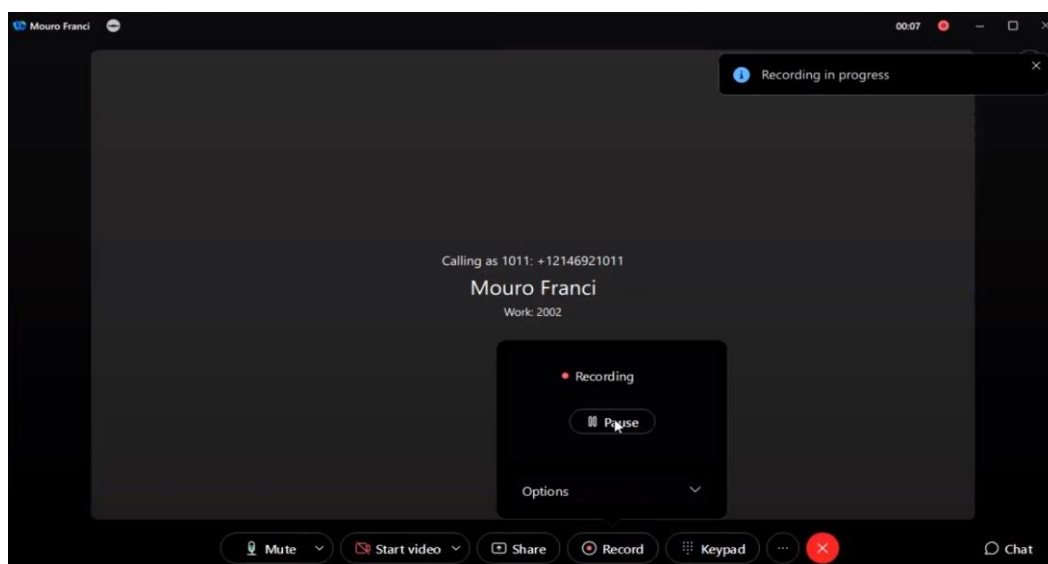 Mouro Franci
00:07
Recording in progress
Calling as 1011: +12146921011
Mouro Franci
Work: 2002
Recording
Pause
Options
Mute
Start video
Share
Record
Keypad
Chat